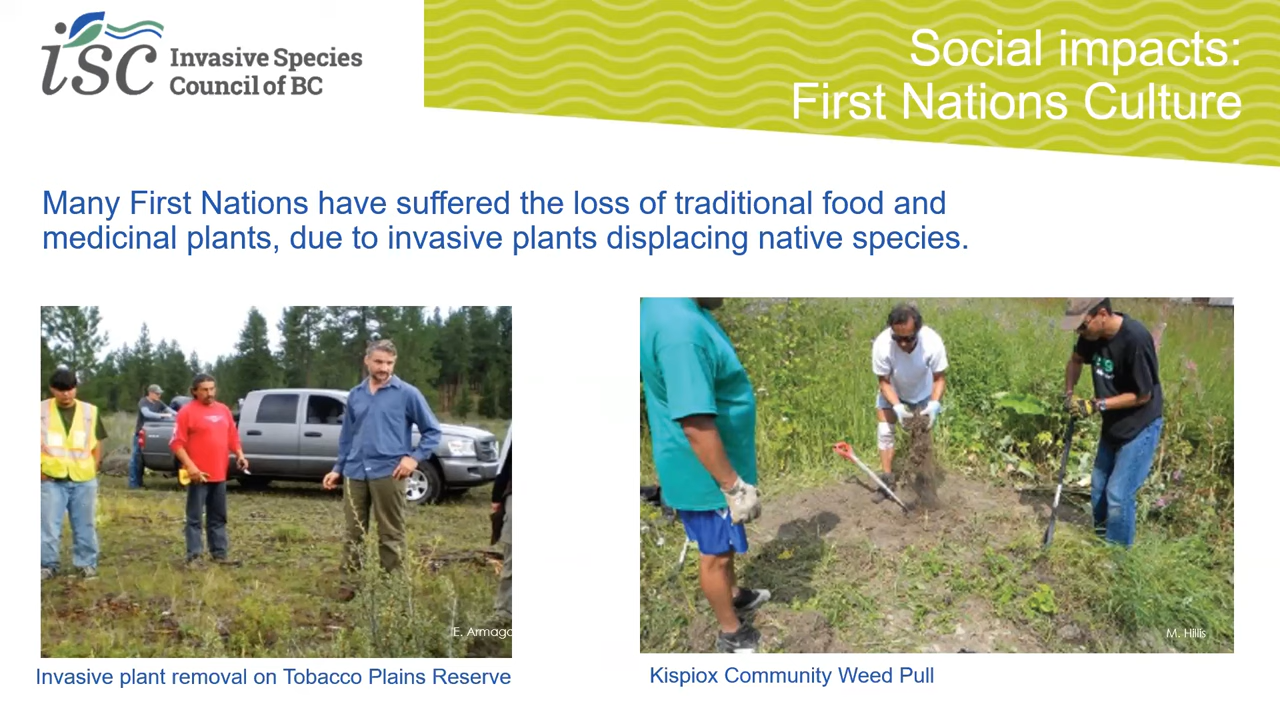 isc
Invasive Species
Council of BC
Social impacts:
First Nations Culture
Many First Nations have suffered the loss of traditional food and
medicinal plants, due to invasive plants displacing native species.
E. Armaga
M. Hillis
Invasive plant removal on Tobacco Plains Reserve
Kispiox Community Weed Pull